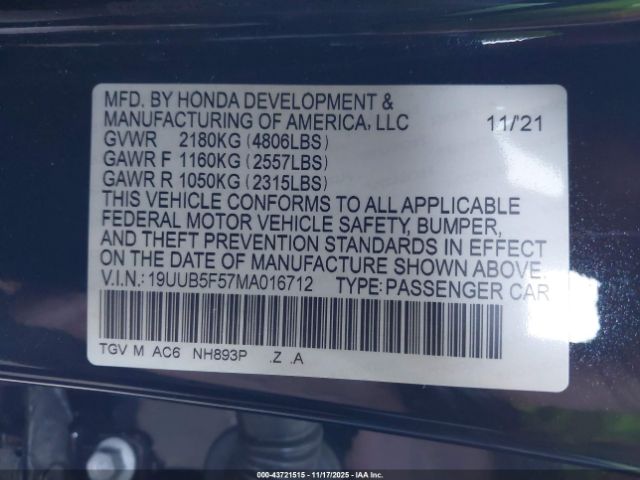 MFD. BY HONDA DEVELOPMENT &
MANUFACTURING OF AMERICA, LLC 11/'21
GVWR 2180KG (4806LBS)
GAWR F 1160KG (2557LBS)
GAWR R 1050KG (2315LBS)
THIS VEHICLE CONFORMS TO ALL APPLICABLE
FEDERAL MOTOR VEHICLE SAFETY, BUMPER,
AND THEFT PREVENTION STANDARDS IN EFFECT
ON THE DATE OF MANUFACTURE SHOWN ABOVE.
V.I.N.: 19UUB5F57MA016712 TYPE: PASSENGER CAR
TGV M AC6 NH893P .Z .A
000-43721515 - 11/17/2025 - IAA Inc.